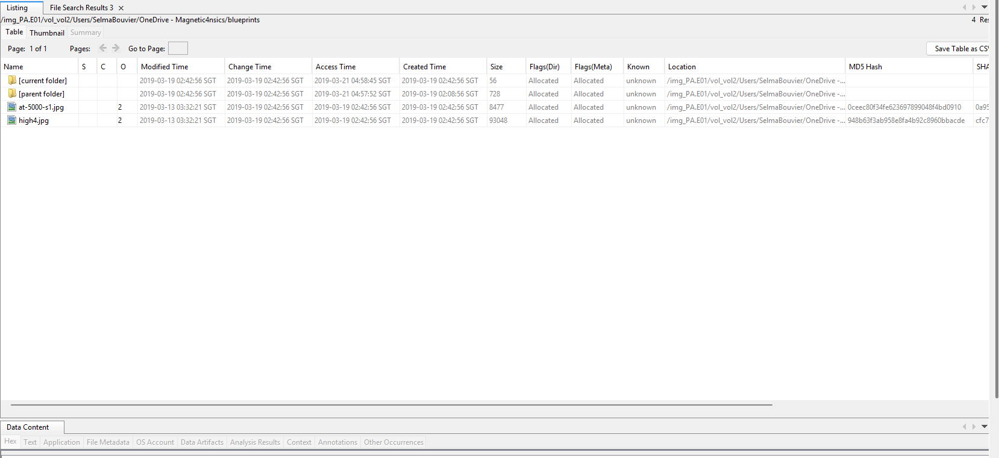 Listing File Search Results 3 ×
/img_PA.E01/vol_vol2/Users/SelmaBouvier/OneDrive - Magnetic4nsics/blueprints 4 Res
Table Thumbnail Summary
Page: 1 of 1 Pages: Go to Page:
Save Table as CSV
Name S C O Modified Time Change Time Access Time Created Time Size Flags(Dir) Flags(Meta) Known Location MD5 Hash SHA
[current folder] 2019-03-19 02:42:56 SGT 2019-03-19 02:42:56 SGT 2019-03-21 04:58:45 SGT 2019-03-19 02:42:56 SGT 56 Allocated Allocated unknown /img_PA.E01/vol_vol2/Users/SelmaBouvier/OneDrive -...
[parent folder] 2019-03-19 02:42:56 SGT 2019-03-19 02:42:56 SGT 2019-03-21 04:57:52 SGT 2019-03-19 02:08:56 SGT 728 Allocated Allocated unknown /img_PA.E01/vol_vol2/Users/SelmaBouvier/OneDrive -...
at-5000-s1.jpg 2 2019-03-13 03:32:21 SGT 2019-03-19 02:42:56 SGT 2019-03-19 02:42:56 SGT 2019-03-19 02:42:56 SGT 8477 Allocated Allocated unknown /img_PA.E01/vol_vol2/Users/SelmaBouvier/OneDrive -... 0ceec80f34fe623697899048f4bd0910 0a95
high4.jpg 2 2019-03-13 03:32:21 SGT 2019-03-19 02:42:56 SGT 2019-03-19 02:42:56 SGT 2019-03-19 02:42:56 SGT 93048 Allocated Allocated unknown /img_PA.E01/vol_vol2/Users/SelmaBouvier/OneDrive -... 948b63f3ab958e8fa4b92c8960bbacde cfc7
Data Content
Hex Text Application File Metadata OS Account Data Artifacts Analysis Results Context Annotations Other Occurrences